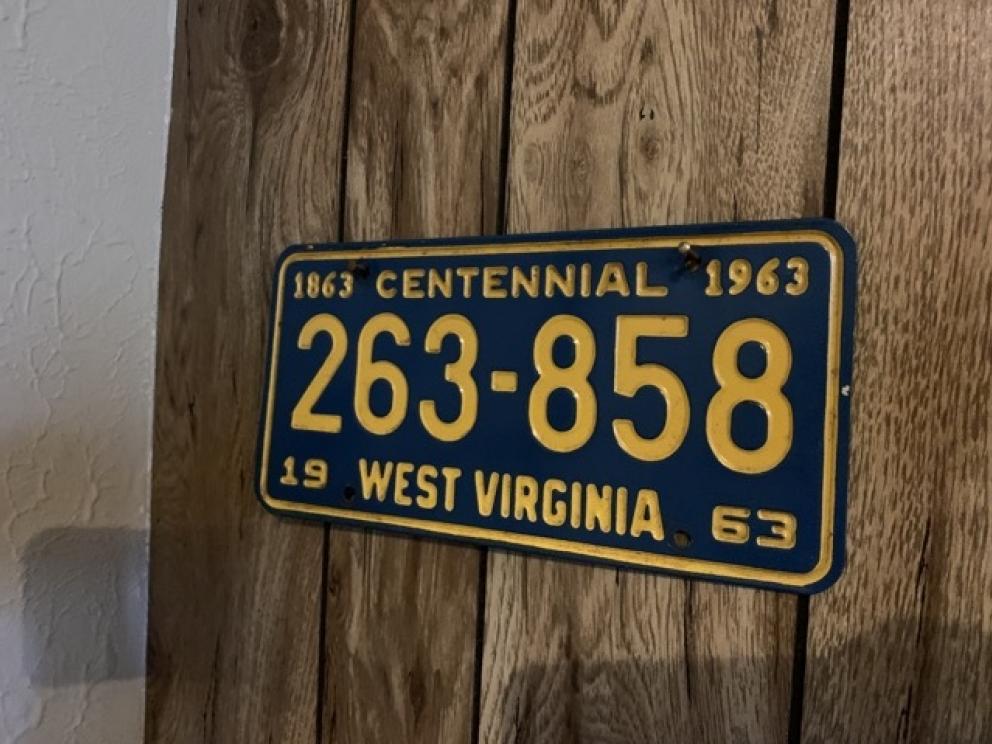 1863 CENTENNIAL 1963
263-858
19 WEST VIRGINIA 63